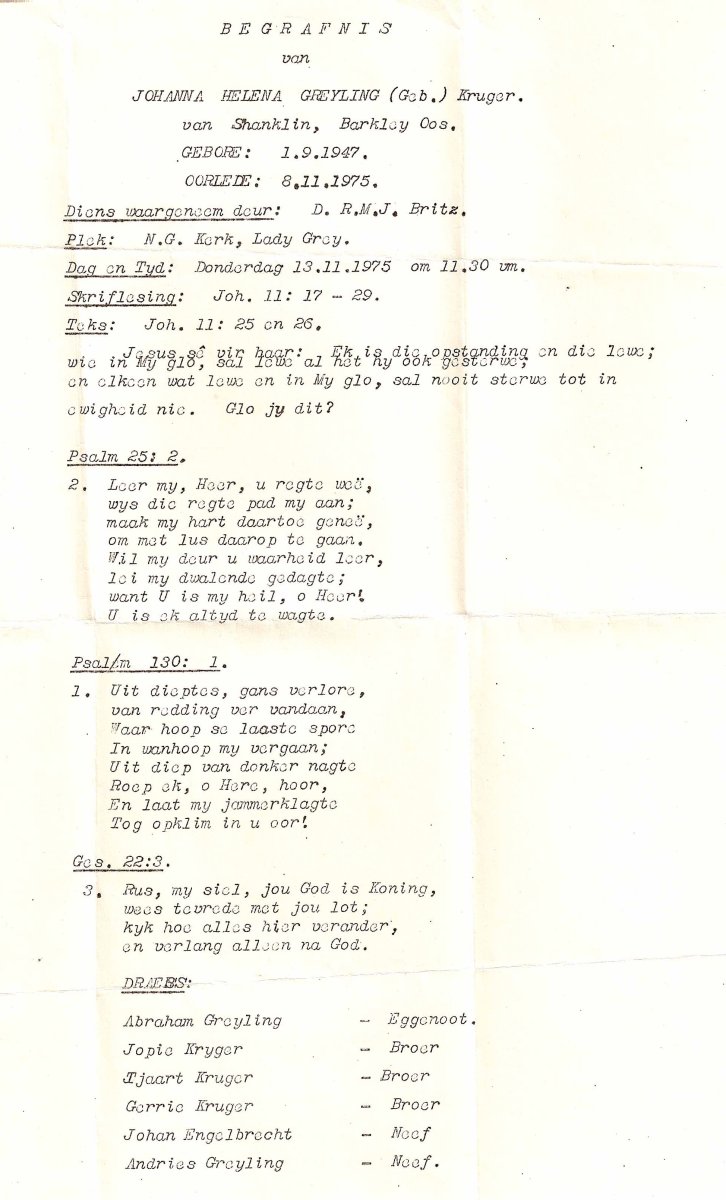 BEGRAFNIS
van
JOHANNA HELENA GREYLING (Geb.) Kruger.
van Shanklin, Barkley Oos.
GEBORE: 1.9.1947.
OORLEDE: 8.11.1975.
Diens waargeneem deur: D. R.M.J. Britz.
Plek: N.G. Kerk, Lady Grey.
Dag en Tyd: Donderdag 13.11.1975 om 11.30 vm.
Skriflesing: Joh. 11: 17 - 29.
Teks: Joh. 11: 25 en 26.
Jesus sê vir haar: Ek is die opstanding en die lewe;
wie in My glo, sal lewe al het hy ook gesterwe;
en elkeen wat lewe en in My glo, sal nooit sterwe tot in
ewigheid nie. Glo jy dit?
Psalm 25: 2.
2. Leer my, Heer, u regte weë,
wys die regte pad my aan;
maak my hart daartoe geneë,
om met lus daarop te gaan.
Wil my deur u waarheid leer,
lei my dwalende gedagte;
want U is my heil, o Heer!
U is ek altyd te wagte.
Psal/m 130: 1.
1. Uit dieptes, gans verlore,
van redding ver vandaan,
Waar hoop se laaste spore
In wanhoop my vergaan;
Uit diep van donker nagte
Roep ek, o Here, hoor,
En laat my jammerklagte
Tog opklim in u oor!
Ges. 22:3.
3. Rus, my siel, jou God is Koning,
wees tevrede met jou lot;
kyk hoe alles hier verander,
en verlang alleen na God.
DRAERS:
Abraham Greyling - Eggenoot.
Jopie Kryger - Broer
Tjaart Kruger - Broer
Gerrie Kruger - Broer
Johan Engelbrecht - Neef
Andries Greyling - Neef.